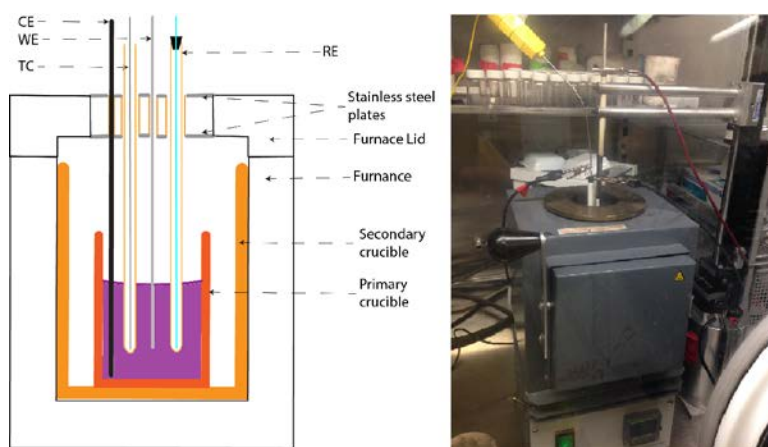 CE
WE
TC
RE
Stainless steel
plates
Furnace Lid
Furnance
Secondary
crucible
Primary
crucible